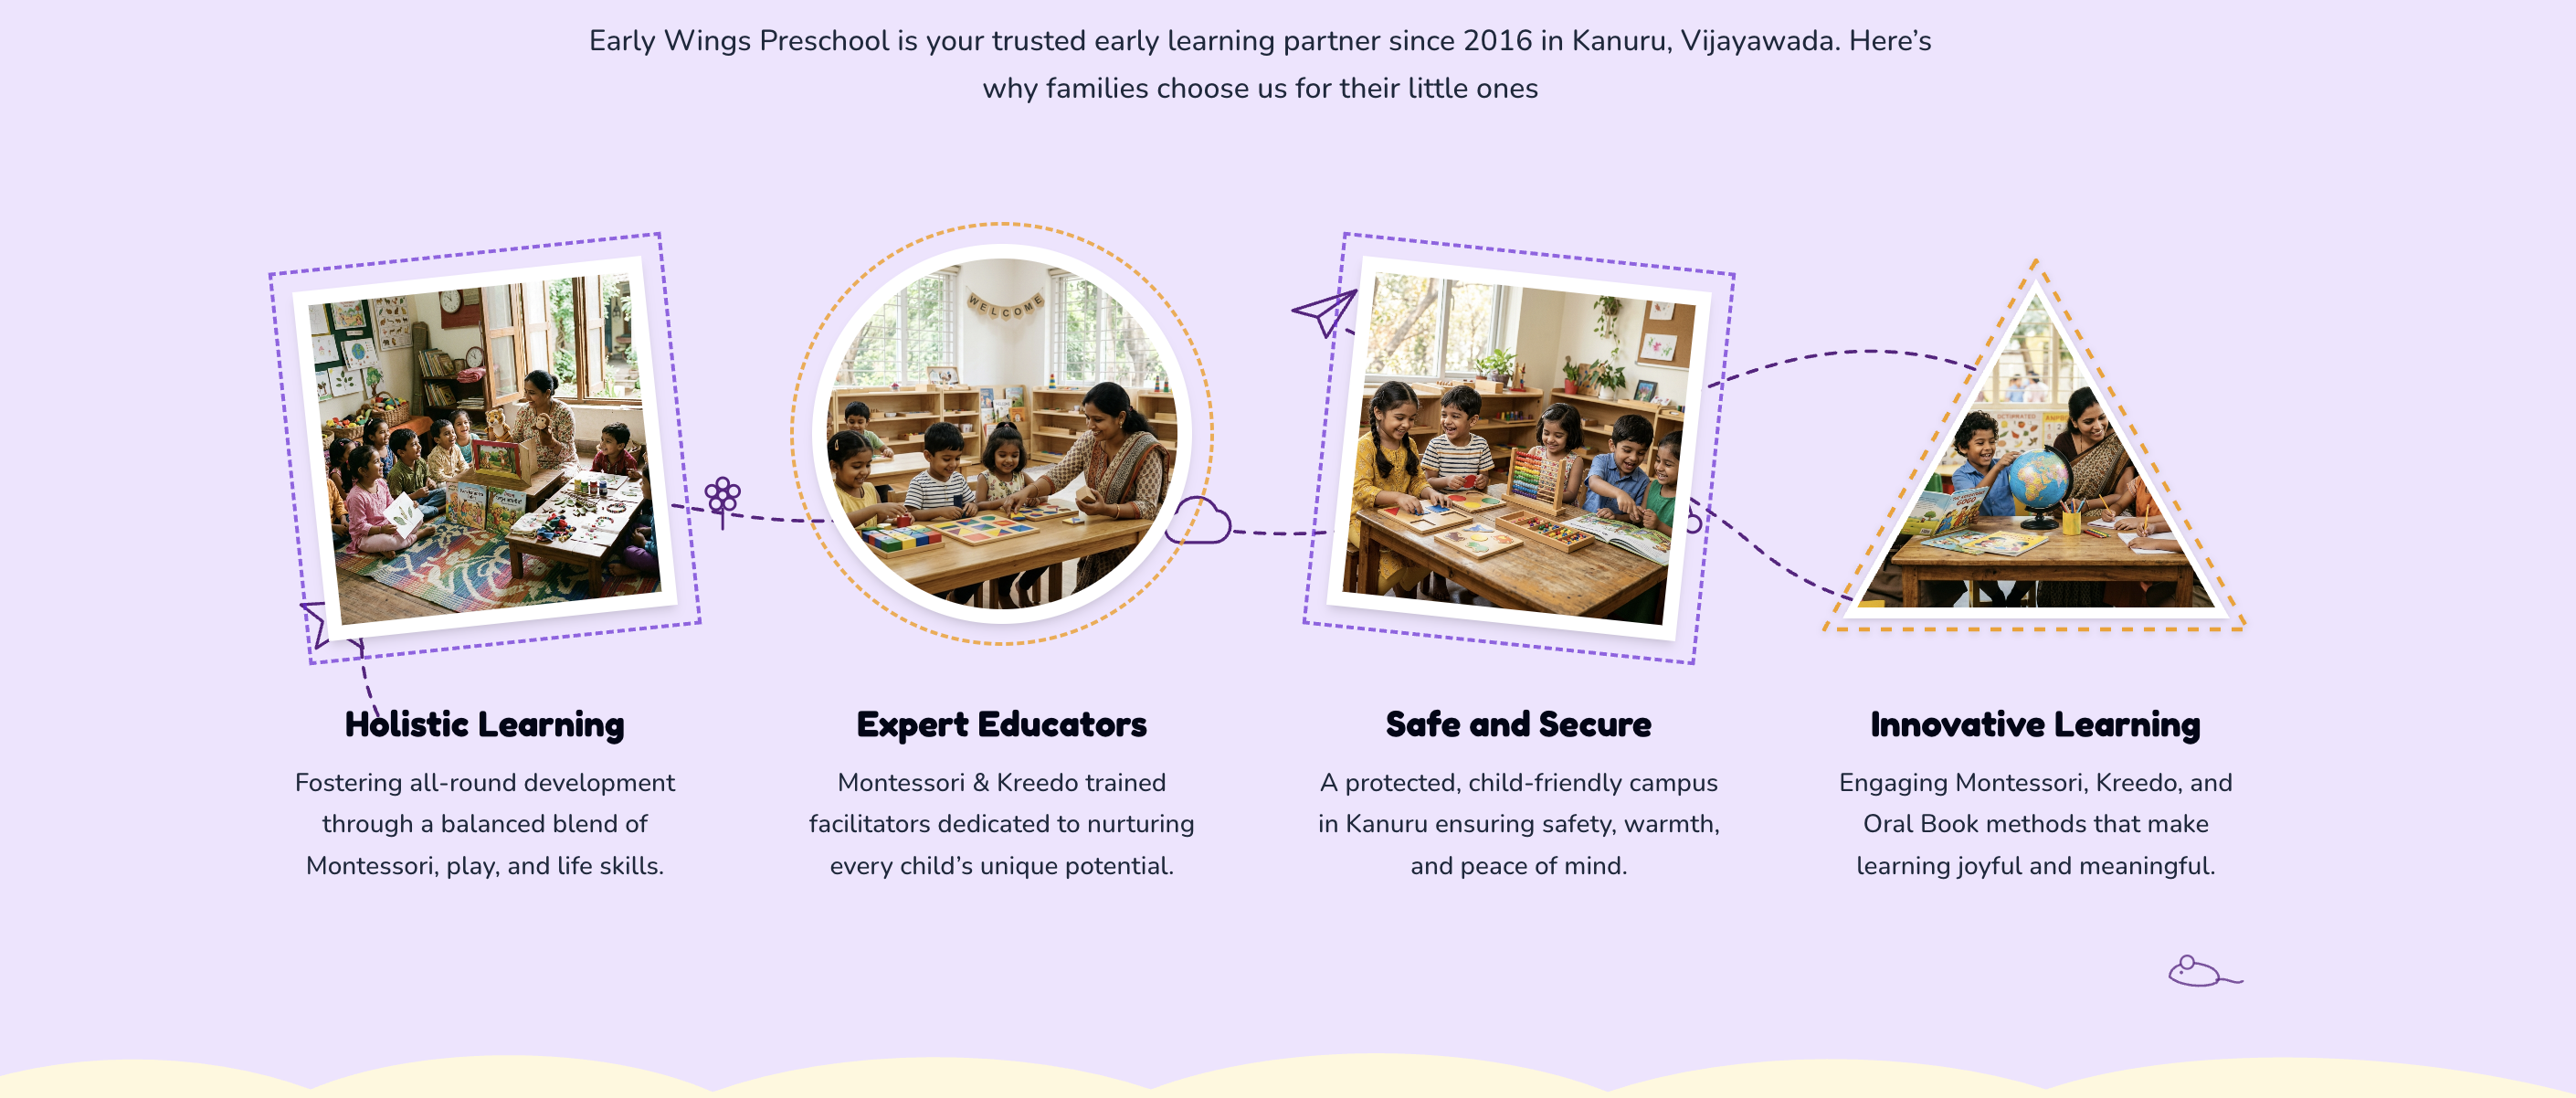 Early Wings Preschool is your trusted early learning partner since 2016 in Kanuru, Vijayawada. Here’s
why families choose us for their little ones
WELCOME
Holistic Learning
Fostering all-round development
through a balanced blend of
Montessori, play, and life skills.
Expert Educators
Montessori & Kreedo trained
facilitators dedicated to nurturing
every child’s unique potential.
Safe and Secure
A protected, child-friendly campus
in Kanuru ensuring safety, warmth,
and peace of mind.
Innovative Learning
Engaging Montessori, Kreedo, and
Oral Book methods that make
learning joyful and meaningful.